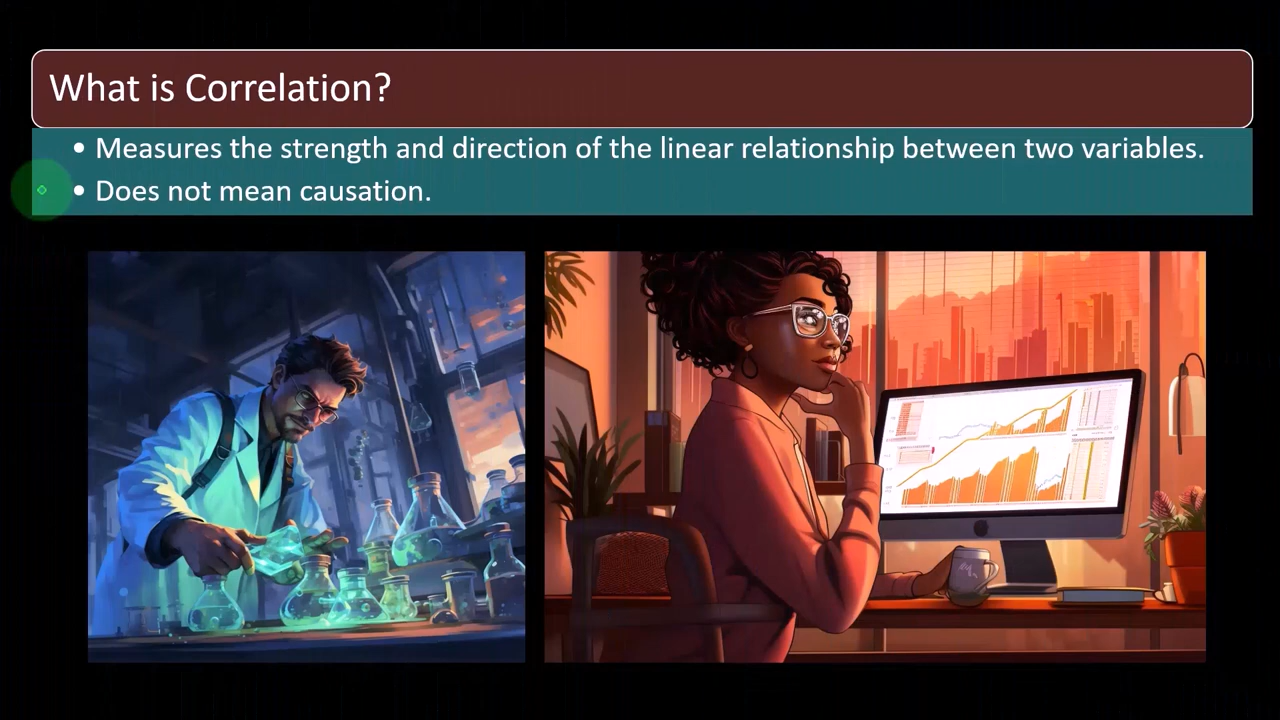 What is Correlation?
• Measures the strength and direction of the linear relationship between two variables.
• Does not mean causation.